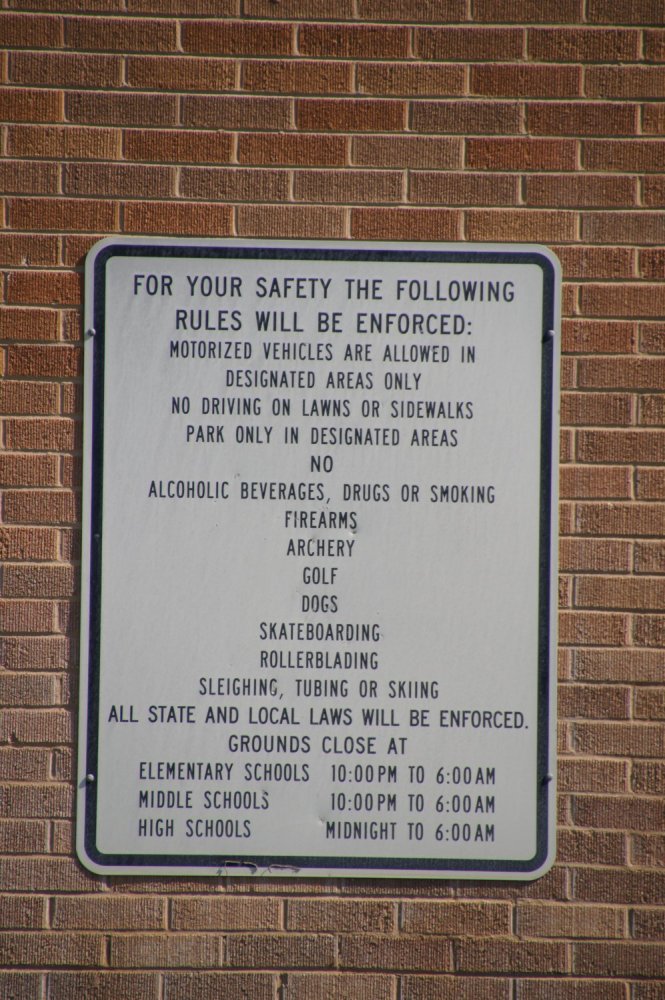 FOR YOUR SAFETY THE FOLLOWING
RULES WILL BE ENFORCED:
MOTORIZED VEHICLES ARE ALLOWED IN
DESIGNATED AREAS ONLY
NO DRIVING ON LAWNS OR SIDEWALKS
PARK ONLY IN DESIGNATED AREAS
NO
ALCOHOLIC BEVERAGES, DRUGS OR SMOKING
FIREARMS
ARCHERY
GOLF
DOGS
SKATEBOARDING
ROLLERBLADING
SLEIGHING, TUBING OR SKIING
ALL STATE AND LOCAL LAWS WILL BE ENFORCED.
GROUNDS CLOSE AT
ELEMENTARY SCHOOLS 10:00PM TO 6:00AM
MIDDLE SCHOOLS 10:00PM TO 6:00AM
HIGH SCHOOLS MIDNIGHT TO 6:00AM